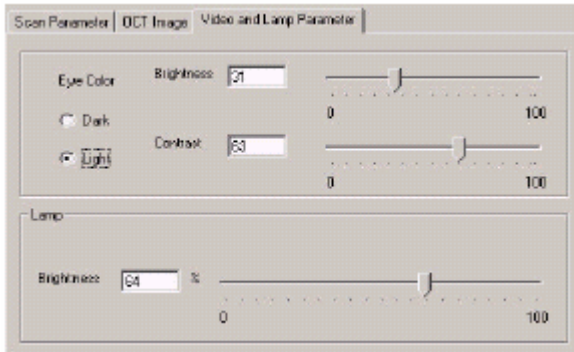 Scan Parameter OCT Image Video and Lamp Parameter
Eye Color
Brightness 31
0 100
Dark
Light
Contrast 63
0 100
Lamp
Brightness 64 %
0 100